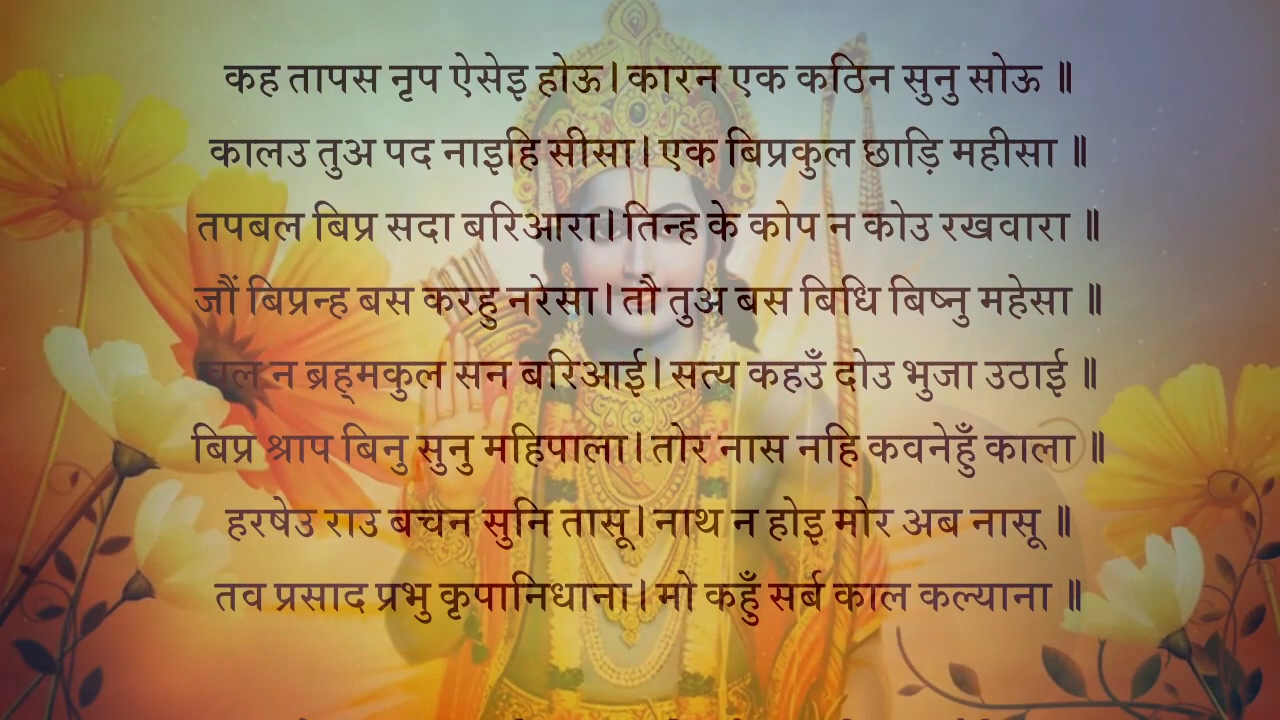 कह तापस नृप ऐसेइ होऊ। कारन एक कठिन सुनु सोऊ ॥
कालउ तुअ पद नाइहि सीसा। एक बिप्रकुल छाड़ि महीसा ॥
तपबल बिप्र सदा बरिआरा। तिन्ह के कोप न कोउ रखवारा ॥
जौं बिप्रन्ह बस करहु नरेसा। तौ तुअ बस बिधि बिष्नु महेसा ॥
चल न ब्रह्मकुल सन बरिआई। सत्य कहउँ दोउ भुजा उठाई ॥
बिप्र श्राप बिनु सुनु महिपाला। तोर नास नहि कवनेहुँ काला ॥
हरषेउ राउ बचन सुनि तासू। नाथ न होइ मोर अब नासू ॥
तव प्रसाद प्रभु कृपानिधाना। मो कहुँ सर्ब काल कल्याना ॥